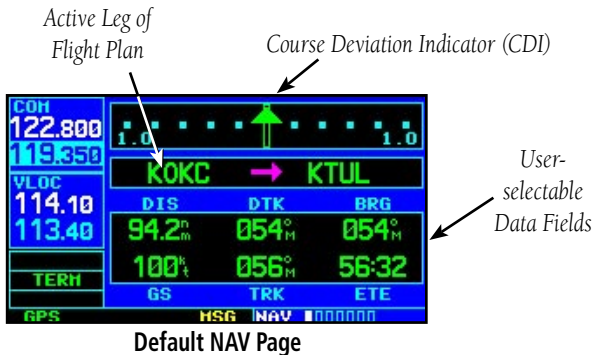 Active Leg of
Flight Plan
Course Deviation Indicator (CDI)
COM
122.800
119.350
1.0 1.0
KOKC → KTUL
User-
selectable
Data Fields
VLOC
114.10
113.40
DIS DTK BRG
94.2nm 054°M 054°M
100kt 056°M 56:32
GS TRK ETE
TERM
GPS MSG NAV
Default NAV Page